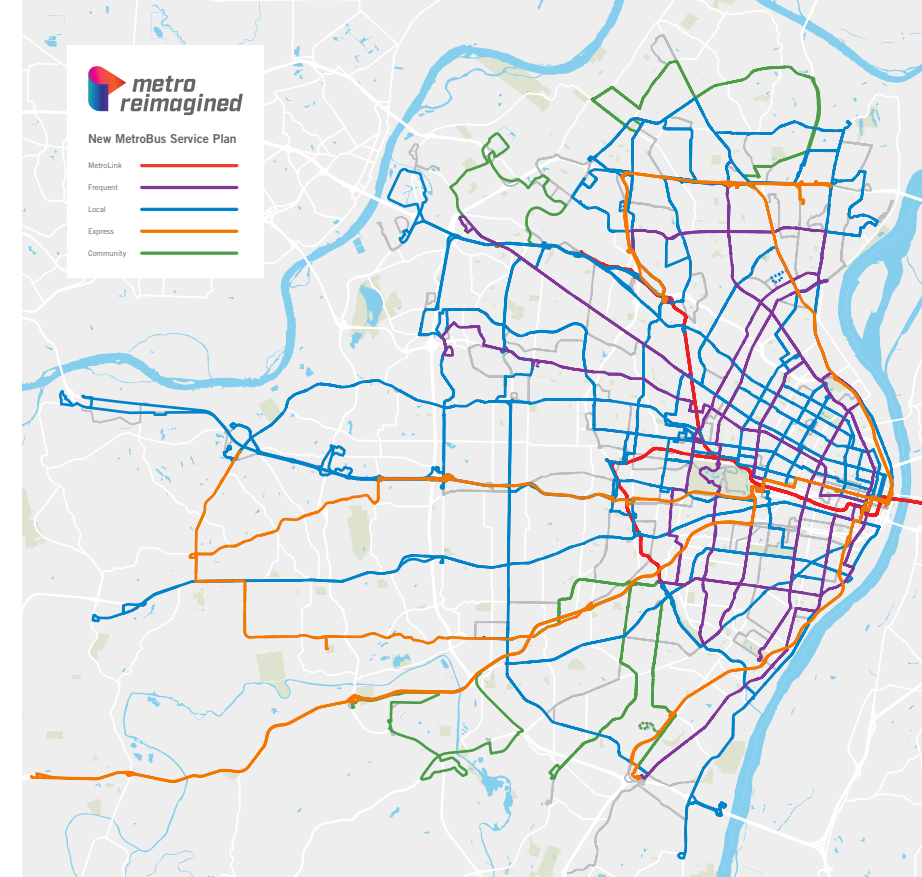 metro
reimagined
New MetroBus Service Plan
MetroLink
Frequent
Local
Express
Community